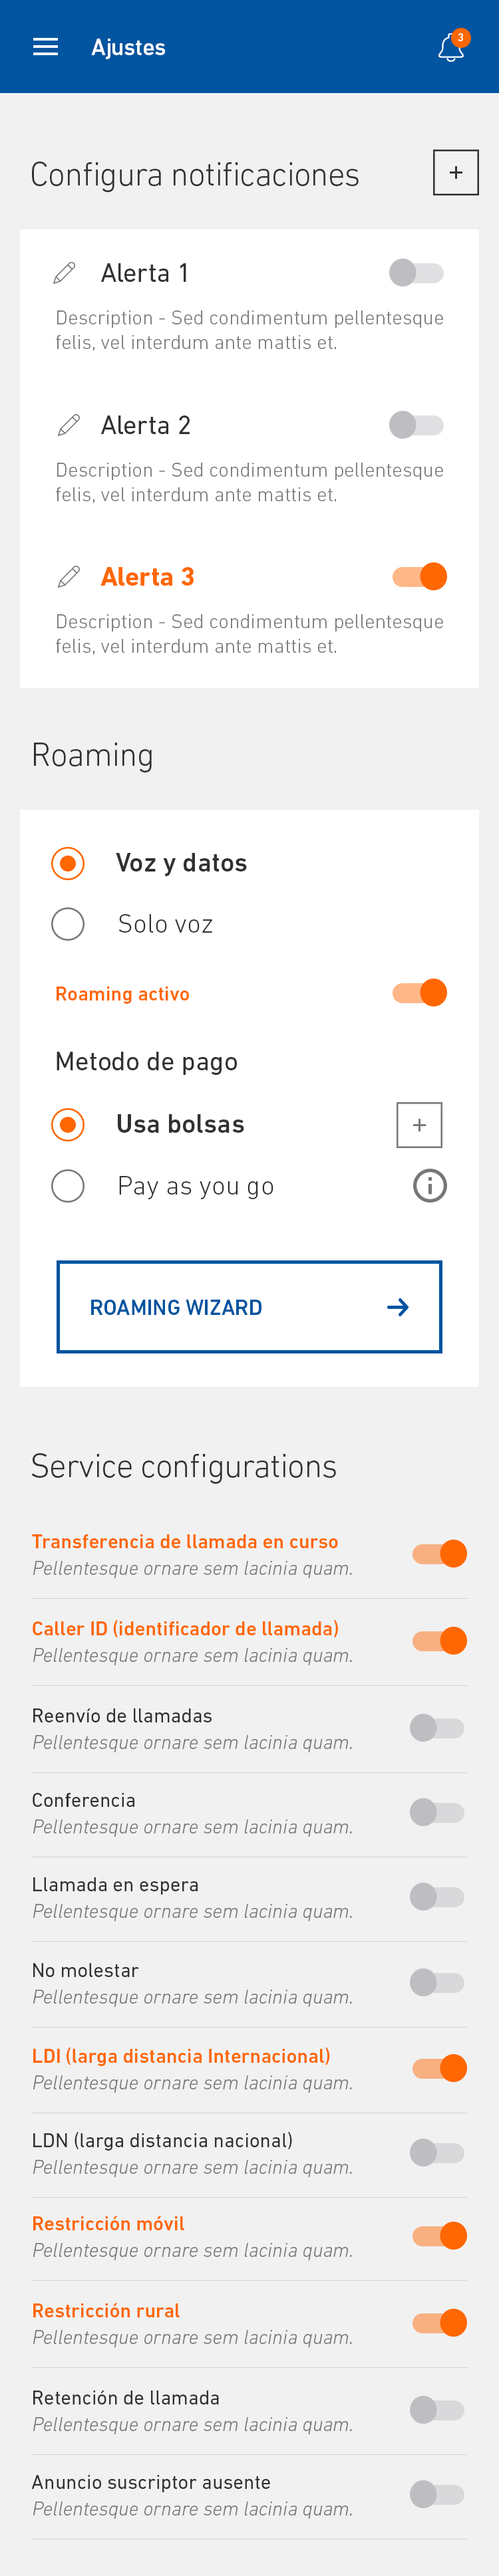 Ajustes
3
Configura notificaciones
+
Alerta 1
Description - Sed condimentum pellentesque
felis, vel interdum ante mattis et.
Alerta 2
Description - Sed condimentum pellentesque
felis, vel interdum ante mattis et.
Alerta 3
Description - Sed condimentum pellentesque
felis, vel interdum ante mattis et.
Roaming
Voz y datos
Solo voz
Roaming activo
Metodo de pago
Usa bolsas
+
Pay as you go
ROAMING WIZARD
Service configurations
Transferencia de llamada en curso
Pellentesque ornare sem lacinia quam.
Caller ID (identificador de llamada)
Pellentesque ornare sem lacinia quam.
Reenvío de llamadas
Pellentesque ornare sem lacinia quam.
Conferencia
Pellentesque ornare sem lacinia quam.
Llamada en espera
Pellentesque ornare sem lacinia quam.
No molestar
Pellentesque ornare sem lacinia quam.
LDI (larga distancia Internacional)
Pellentesque ornare sem lacinia quam.
LDN (larga distancia nacional)
Pellentesque ornare sem lacinia quam.
Restricción móvil
Pellentesque ornare sem lacinia quam.
Restricción rural
Pellentesque ornare sem lacinia quam.
Retención de llamada
Pellentesque ornare sem lacinia quam.
Anuncio suscriptor ausente
Pellentesque ornare sem lacinia quam.